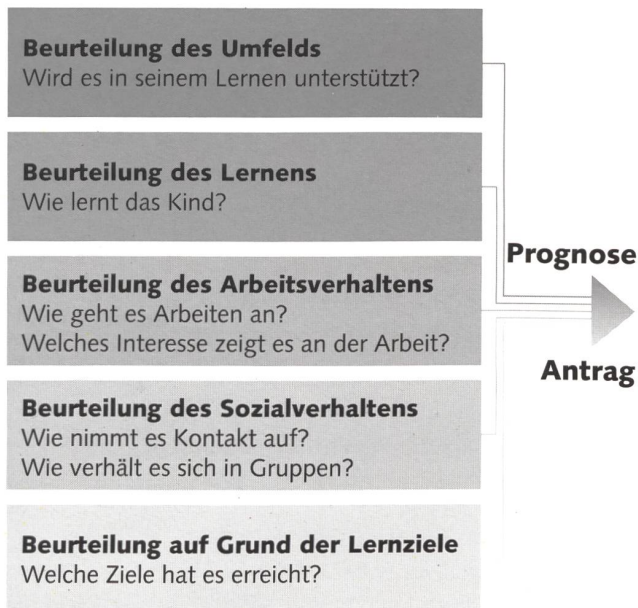 Beurteilung des Umfelds
Wird es in seinem Lernen unterstützt?
Beurteilung des Lernens
Wie lernt das Kind?
Beurteilung des Arbeitsverhaltens
Wie geht es Arbeiten an?
Welches Interesse zeigt es an der Arbeit?
Beurteilung des Sozialverhaltens
Wie nimmt es Kontakt auf?
Wie verhält es sich in Gruppen?
Beurteilung auf Grund der Lernziele
Welche Ziele hat es erreicht?
Prognose
Antrag